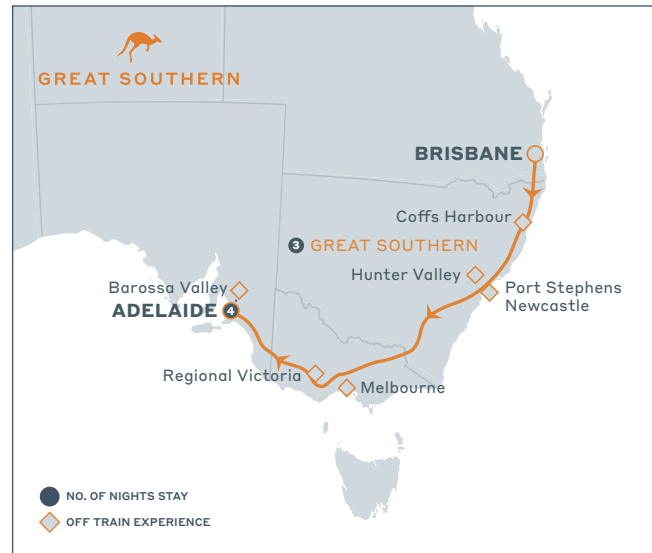 GREAT SOUTHERN
BRISBANE
Coffs Harbour
3 GREAT SOUTHERN
Hunter Valley
Port Stephens
Newcastle
Barossa Valley
ADELAIDE 4
Regional Victoria
Melbourne
NO. OF NIGHTS STAY
OFF TRAIN EXPERIENCE